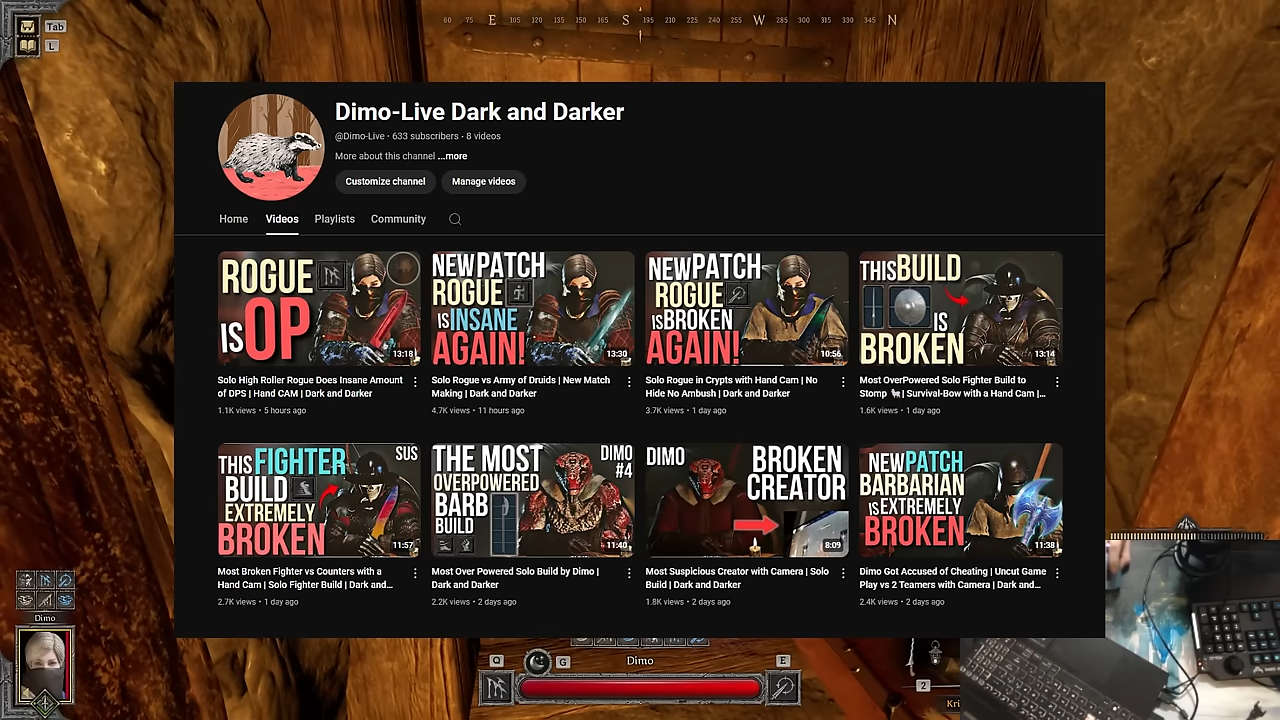 60 75 E 105 120 135 150 165 S 195 210 225 240 255 W 285 300 315 330 345 N
Tab
L
Dimo-Live Dark and Darker
@Dimo-Live · 633 subscribers · 8 videos
More about this channel ...more
Customize channel Manage videos
Home Videos Playlists Community
ROGUE
IS OP
13:18
NEW PATCH
ROGUE
IS INSANE
AGAIN!
13:30
NEW PATCH
ROGUE
IS BROKEN
AGAIN!
10:56
THIS BUILD
IS
BROKEN
13:14
Solo High Roller Rogue Does Insane Amount
of DPS | Hand CAM | Dark and Darker
1.1K views · 5 hours ago
Solo Rogue vs Army of Druids | New Match
Making | Dark and Darker
4.7K views · 11 hours ago
Solo Rogue in Crypts with Hand Cam | No
Hide No Ambush | Dark and Darker
3.7K views · 1 day ago
Most OverPowered Solo Fighter Build to
Stomp | Survival-Bow with a Hand Cam |...
1.6K views · 1 day ago
THIS FIGHTER
BUILD
EXTREMELY
BROKEN
SUS
11:57
THE MOST
OVERPOWERED
BARB
BUILD
DIMO
#4
11:40
DIMO
BROKEN
CREATOR
8:09
NEW PATCH
BARBARIAN
IS EXTREMELY
BROKEN
11:38
Most Broken Fighter vs Counters with a
Hand Cam | Solo Fighter Build | Dark and...
2.7K views · 1 day ago
Most Over Powered Solo Build by Dimo |
Dark and Darker
2.2K views · 2 days ago
Most Suspicious Creator with Camera | Solo
Build | Dark and Darker
1.8K views · 2 days ago
Dimo Got Accused of Cheating | Uncut Game
Play vs 2 Teamers with Camera | Dark and...
2.4K views · 2 days ago
Dimo
Q G Dimo E
2
Kri